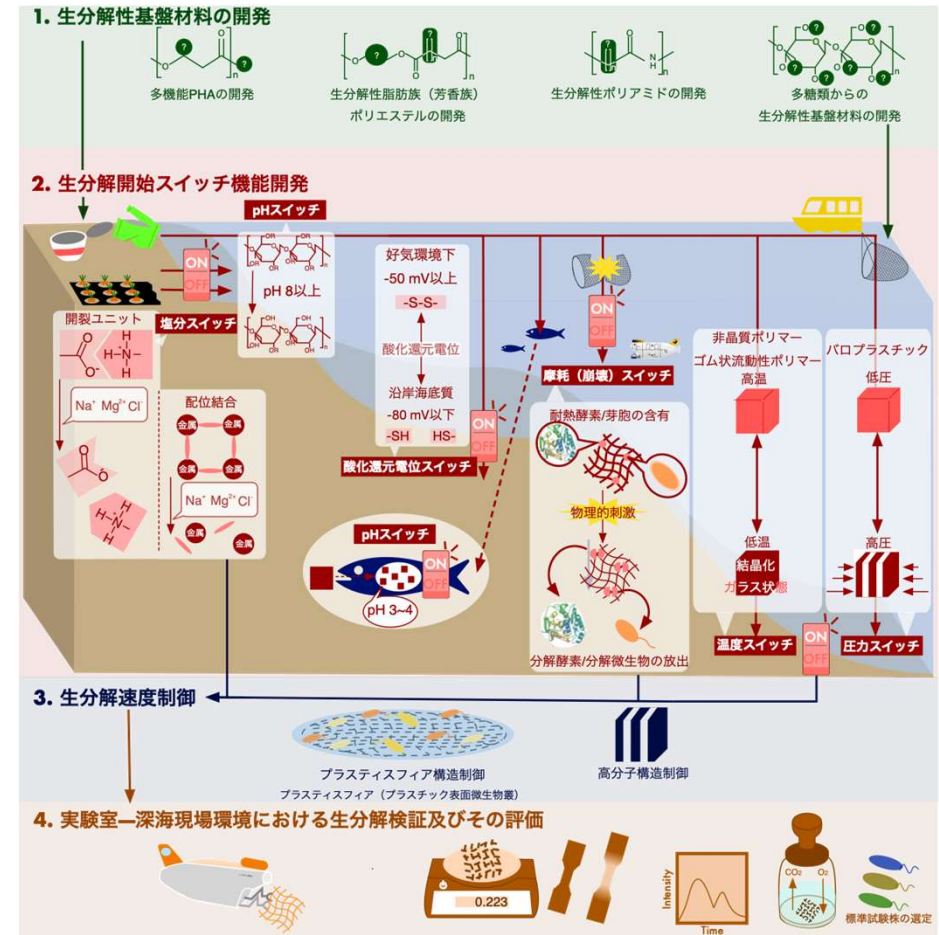 1. 生分解性基盤材料の開発
?
?
n
多機能PHAの開発
?
?
O
O
O
n
生分解性脂肪族（芳香族）
ポリエステルの開発
?
O
N
H
n
生分解性ポリアミドの開発
?
?
?
?
?
?
n
多糖類からの
生分解性基盤材料の開発
2. 生分解開始スイッチ機能開発
ON
OFF
塩分スイッチ
pHスイッチ
OR
OR
pH 8以上
OH
OH
好気環境下
-50 mV以上
-S-S-
酸化還元電位
沿岸海底質
-80 mV以下
-SH HS-
ON
OFF
酸化還元電位スイッチ
ON
OFF
摩耗（崩壊）スイッチ
開裂ユニット
O
O⁻
H-N-
H
Na⁺ Mg²⁺ Cl⁻
配位結合
金属
金属
金属
金属
Na⁺ Mg²⁺ Cl⁻
金属
金属
pHスイッチ
ON
OFF
pH 3~4
耐熱酵素/芽胞の含有
物理的刺激
分解酵素/分解微生物の放出
非晶質ポリマー
ゴム状流動性ポリマー
高温
低温
結晶化
ガラス状態
温度スイッチ
ON
OFF
バロプラスチック
低圧
高圧
圧力スイッチ
3. 生分解速度制御
プラスティスフィア構造制御
プラスティスフィア（プラスチック表面微生物叢）
高分子構造制御
4. 実験室—深海現場環境における生分解検証及びその評価
0.223
Intensity
Time
CO₂
O₂
標準試験株の選定